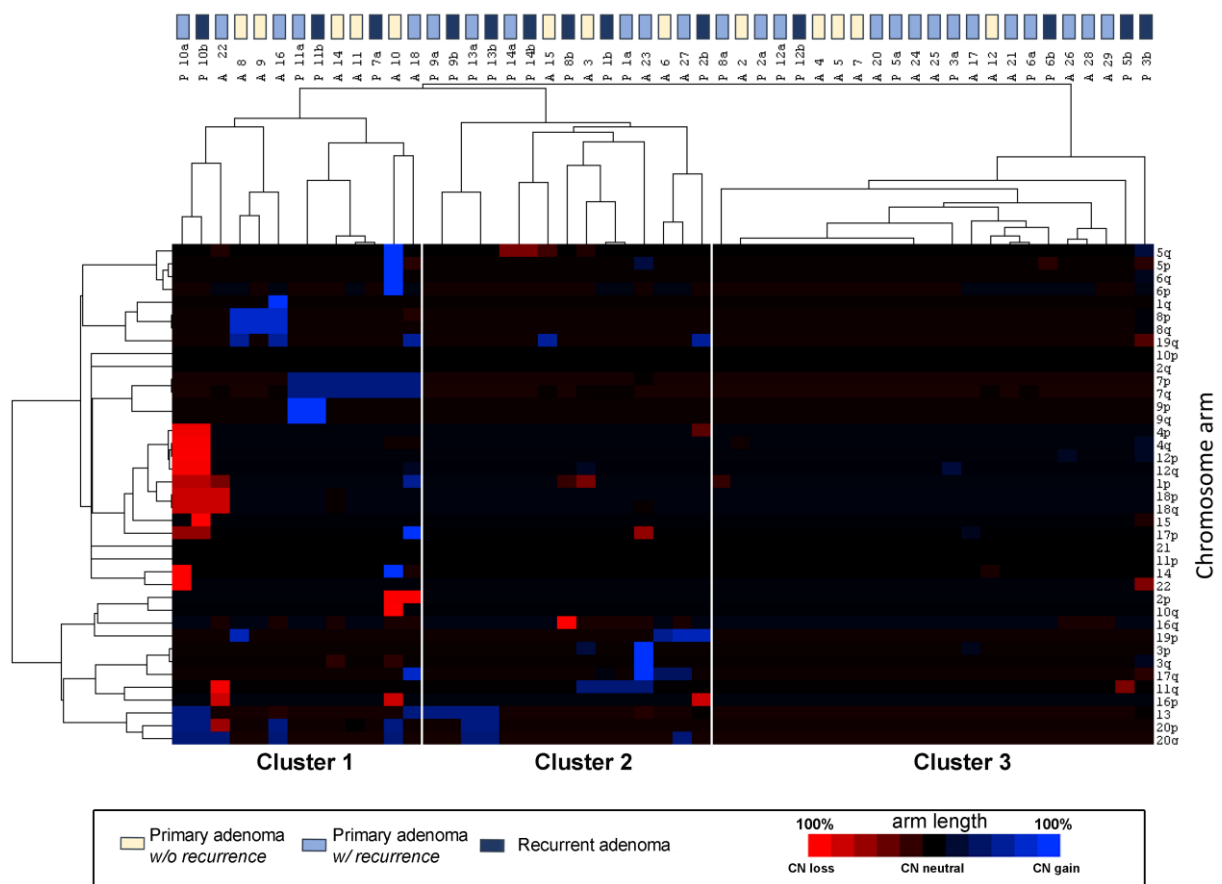 P 10a P 10b A 22 A 8 A 9 A 16 P 11a P 11b A 14 A 11 P 7a A 10 A 18 P 9a P 9b P 13a P 13b P 14a P 14b A 15 P 8b A 3 P 1b P 1a A 23 A 6 A 27 P 2b P 8a A 2 P 2a P 12a P 12b A 4 A 5 A 7 A 20 P 5a A 24 A 25 P 3a A 17 A 12 A 21 P 6a P 6b A 26 A 28 A 29 P 5b P 3b
5q
5p
6q
6p
1q
8p
8q
19q
10p
2q
7p
7q
9p
9q
4p
4q
12p
12q
1p
18p
18q
15
17p
21
11p
14
22
2p
10q
16q
19p
3p
3q
17q
11q
16p
13
20p
20q
Chromosome arm
Cluster 1 Cluster 2 Cluster 3
Primary adenoma
w/o recurrence
Primary adenoma
w/ recurrence
Recurrent adenoma
100% arm length 100%
CN loss CN neutral CN gain